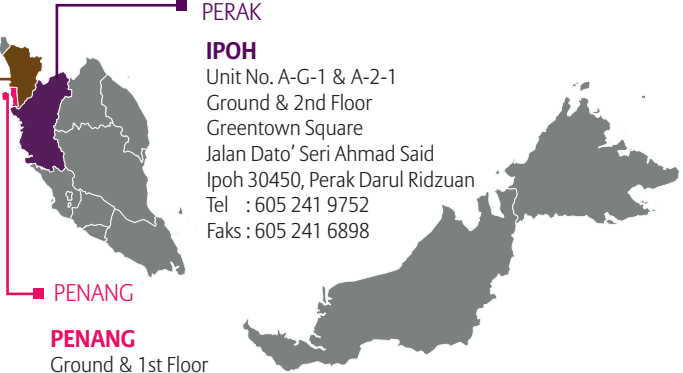 PERAK
IPOH
Unit No. A-G-1 & A-2-1
Ground & 2nd Floor
Greentown Square
Jalan Dato’ Seri Ahmad Said
Ipoh 30450, Perak Darul Ridzuan
Tel : 605 241 9752
Faks : 605 241 6898
PENANG
PENANG
Ground & 1st Floor